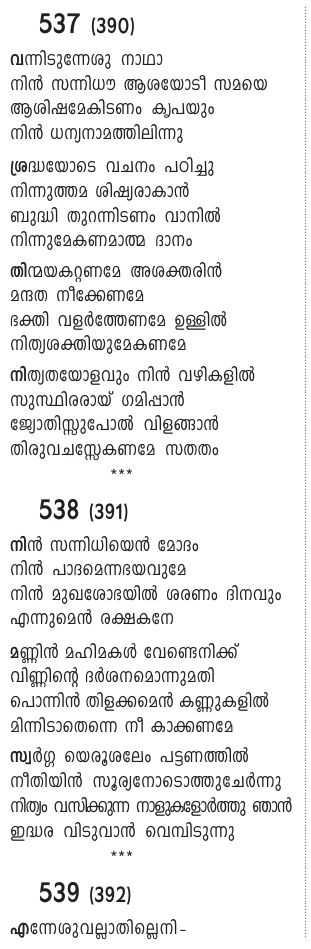 537 (390)
വന്നിടുന്നേശു നാഥാ
നിൻ സന്നിധൗ ആശയോടീ സമയെ
ആശിഷമേകിടണം കൃപയും
നിൻ ധന്യനാമത്തിലിന്നു
ശ്രദ്ധയോടെ വചനം പഠിച്ചു
നിന്നുത്തമ ശിഷ്യരാകാൻ
ബുദ്ധി തുറന്നിടണം വാനിൽ
നിന്നുമേകണമാത്മ ദാനം
തിന്മയകറ്റണമേ അശക്തരിൻ
മന്ദത നീക്കേണമേ
ഭക്തി വളർത്തേണമേ ഉള്ളിൽ
നിത്യശക്തിയുമേകണമേ
നിത്യതയോളവും നിൻ വഴികളിൽ
സുസ്ഥിരരായ് ഗമിപ്പാൻ
ജ്യോതിസ്സുപോൽ വിളങ്ങാൻ
തിരുവചസ്സേകണമേ സതതം
***
538 (391)
നിൻ സന്നിധിയെൻ മോദം
നിൻ പാദമെന്നഭയവുമേ
നിൻ മുഖശോഭയിൽ ശരണം ദിനവും
എന്നുമെൻ രക്ഷകനേ
മണ്ണിൻ മഹിമകൾ വേണ്ടെനിക്ക്
വിണ്ണിന്റെ ദർശനമൊന്നുമതി
പൊന്നിൻ തിളക്കമെൻ കണ്ണുകളിൽ
മിന്നിടാതെന്നെ നീ കാക്കണമേ
സ്വർഗ്ഗ യെരൂശലേം പട്ടണത്തിൽ
നീതിയിൻ സൂര്യനോടൊത്തുചേർന്നു
നിത്യം വസിക്കുന്ന നാളുകളോർത്തു ഞാൻ
ഇദ്ധര വിടുവാൻ വെമ്പിടുന്നു
***
539 (392)
എന്നേശുവല്ലാതില്ലെനി-